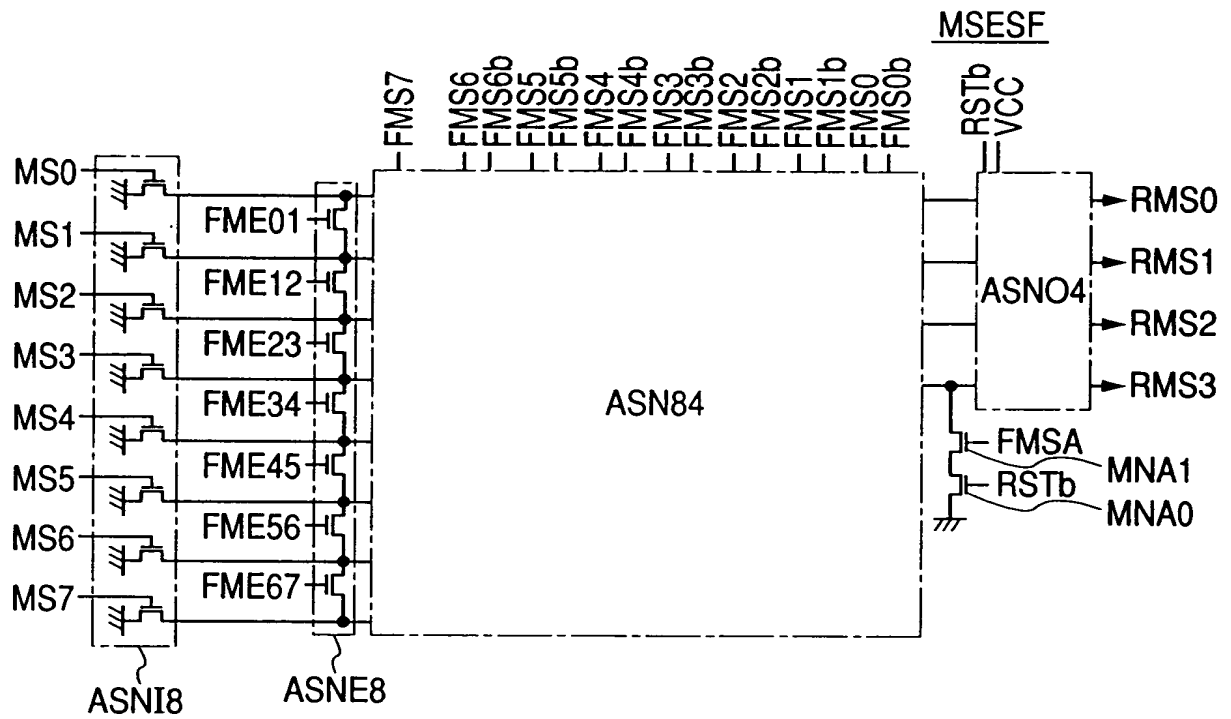 MSESF
FMS7
FMS6
FMS6b
FMS5
FMS5b
FMS4
FMS4b
FMS3
FMS3b
FMS2
FMS2b
FMS1
FMS1b
FMS0
FMS0b
RSTb
VCC
MS0
MS1
MS2
MS3
MS4
MS5
MS6
MS7
FME01
FME12
FME23
FME34
FME45
FME56
FME67
ASN84
ASNO4
RMS0
RMS1
RMS2
RMS3
FMSA
MNA1
RSTb
MNA0
ASNI8
ASNE8